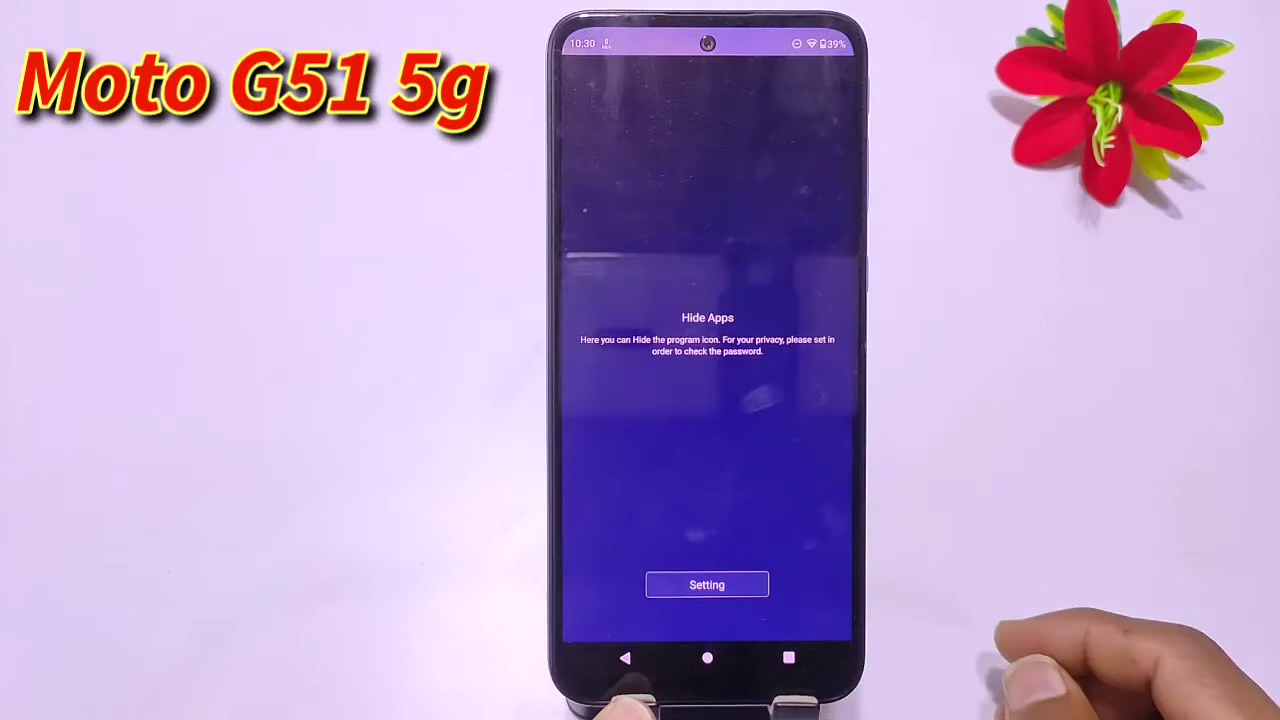 Moto G51 5g
10:30
39%
Hide Apps
Here you can Hide the program icon. For your privacy, please set in
order to check the password.
Setting